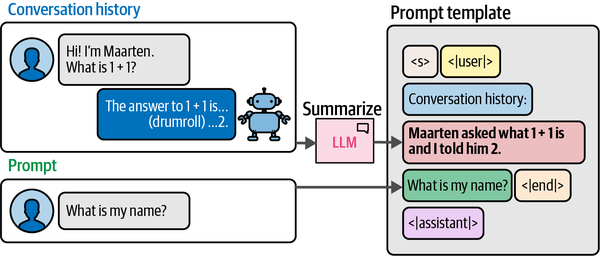 Conversation history
Hi! I'm Maarten.
What is 1 + 1?
The answer to 1 + 1 is...
(drumroll) ...2.
Prompt
What is my name?
Summarize
LLM
Prompt template
<s> <|user|>
Conversation history:
Maarten asked what 1 + 1 is
and I told him 2.
What is my name? <|end|>
<|assistant|>